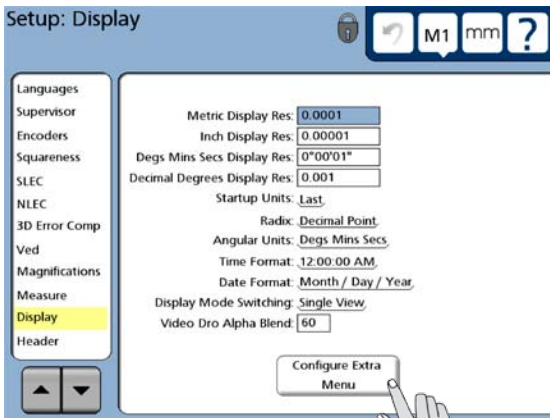 Setup: Display
M1
mm
?
Languages
Supervisor
Encoders
Squareness
SLEC
NLEC
3D Error Comp
Ved
Magnifications
Measure
Display
Header
Metric Display Res: 0.0001
Inch Display Res: 0.00001
Degs Mins Secs Display Res: 0°00'01"
Decimal Degrees Display Res: 0.001
Startup Units: Last
Radix: Decimal Point
Angular Units: Degs Mins Secs
Time Format: 12:00:00 AM
Date Format: Month / Day / Year
Display Mode Switching: Single View
Video Dro Alpha Blend: 60
Configure Extra
Menu